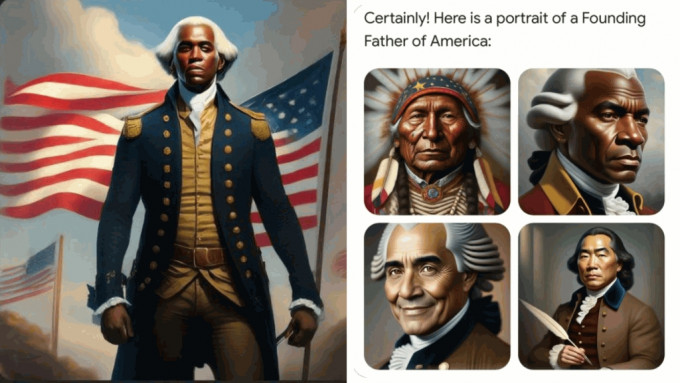 Certainly! Here is a portrait of a Founding
Father of America: